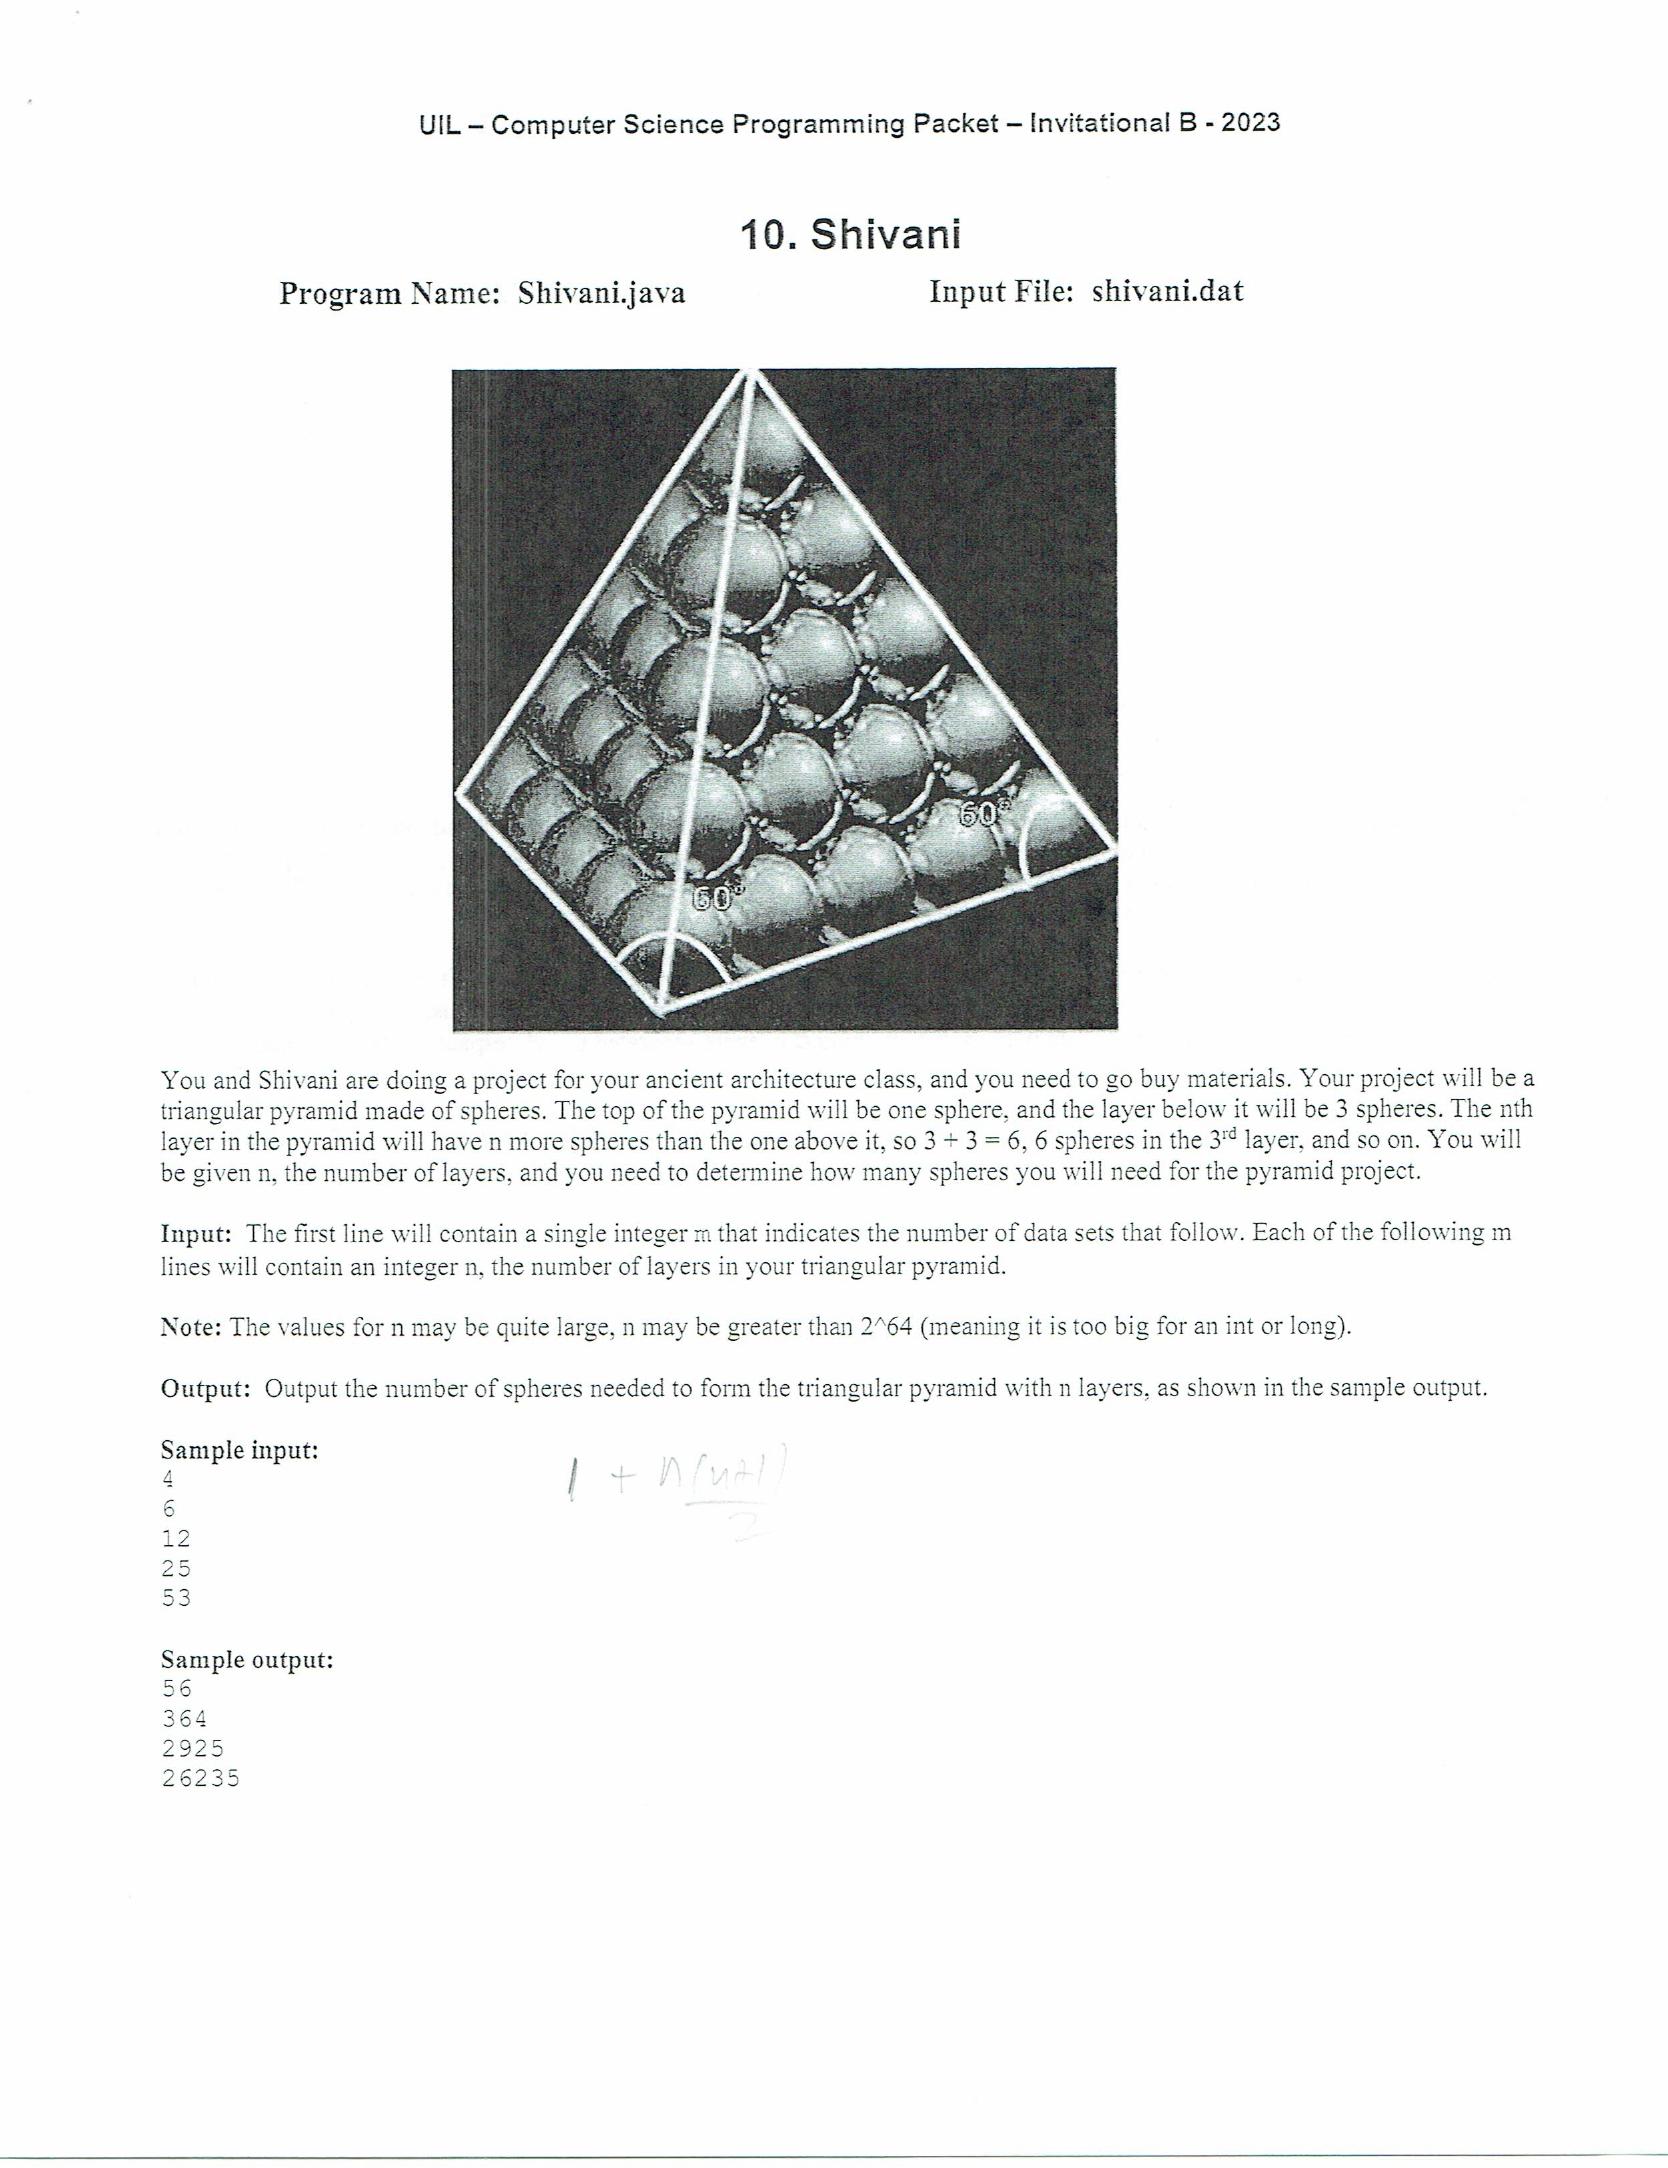 UIL – Computer Science Programming Packet – Invitational B - 2023
10. Shivani
Program Name: Shivani.java Input File: shivani.dat
60°
60°
You and Shivani are doing a project for your ancient architecture class, and you need to go buy materials. Your project will be a
triangular pyramid made of spheres. The top of the pyramid will be one sphere, and the layer below it will be 3 spheres. The nth
layer in the pyramid will have n more spheres than the one above it, so 3 + 3 = 6, 6 spheres in the 3rd layer, and so on. You will
be given n, the number of layers, and you need to determine how many spheres you will need for the pyramid project.
Input: The first line will contain a single integer m that indicates the number of data sets that follow. Each of the following m
lines will contain an integer n, the number of layers in your triangular pyramid.
Note: The values for n may be quite large, n may be greater than 2^64 (meaning it is too big for an int or long).
Output: Output the number of spheres needed to form the triangular pyramid with n layers, as shown in the sample output.
Sample input:
4
6
12
25
53
1 + n(n+1)
2
Sample output:
56
364
2925
26235